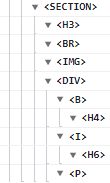 <SECTION>
<H3>
<BR>
<IMG>
<DIV>
<B>
<H4>
<I>
<H6>
<P>